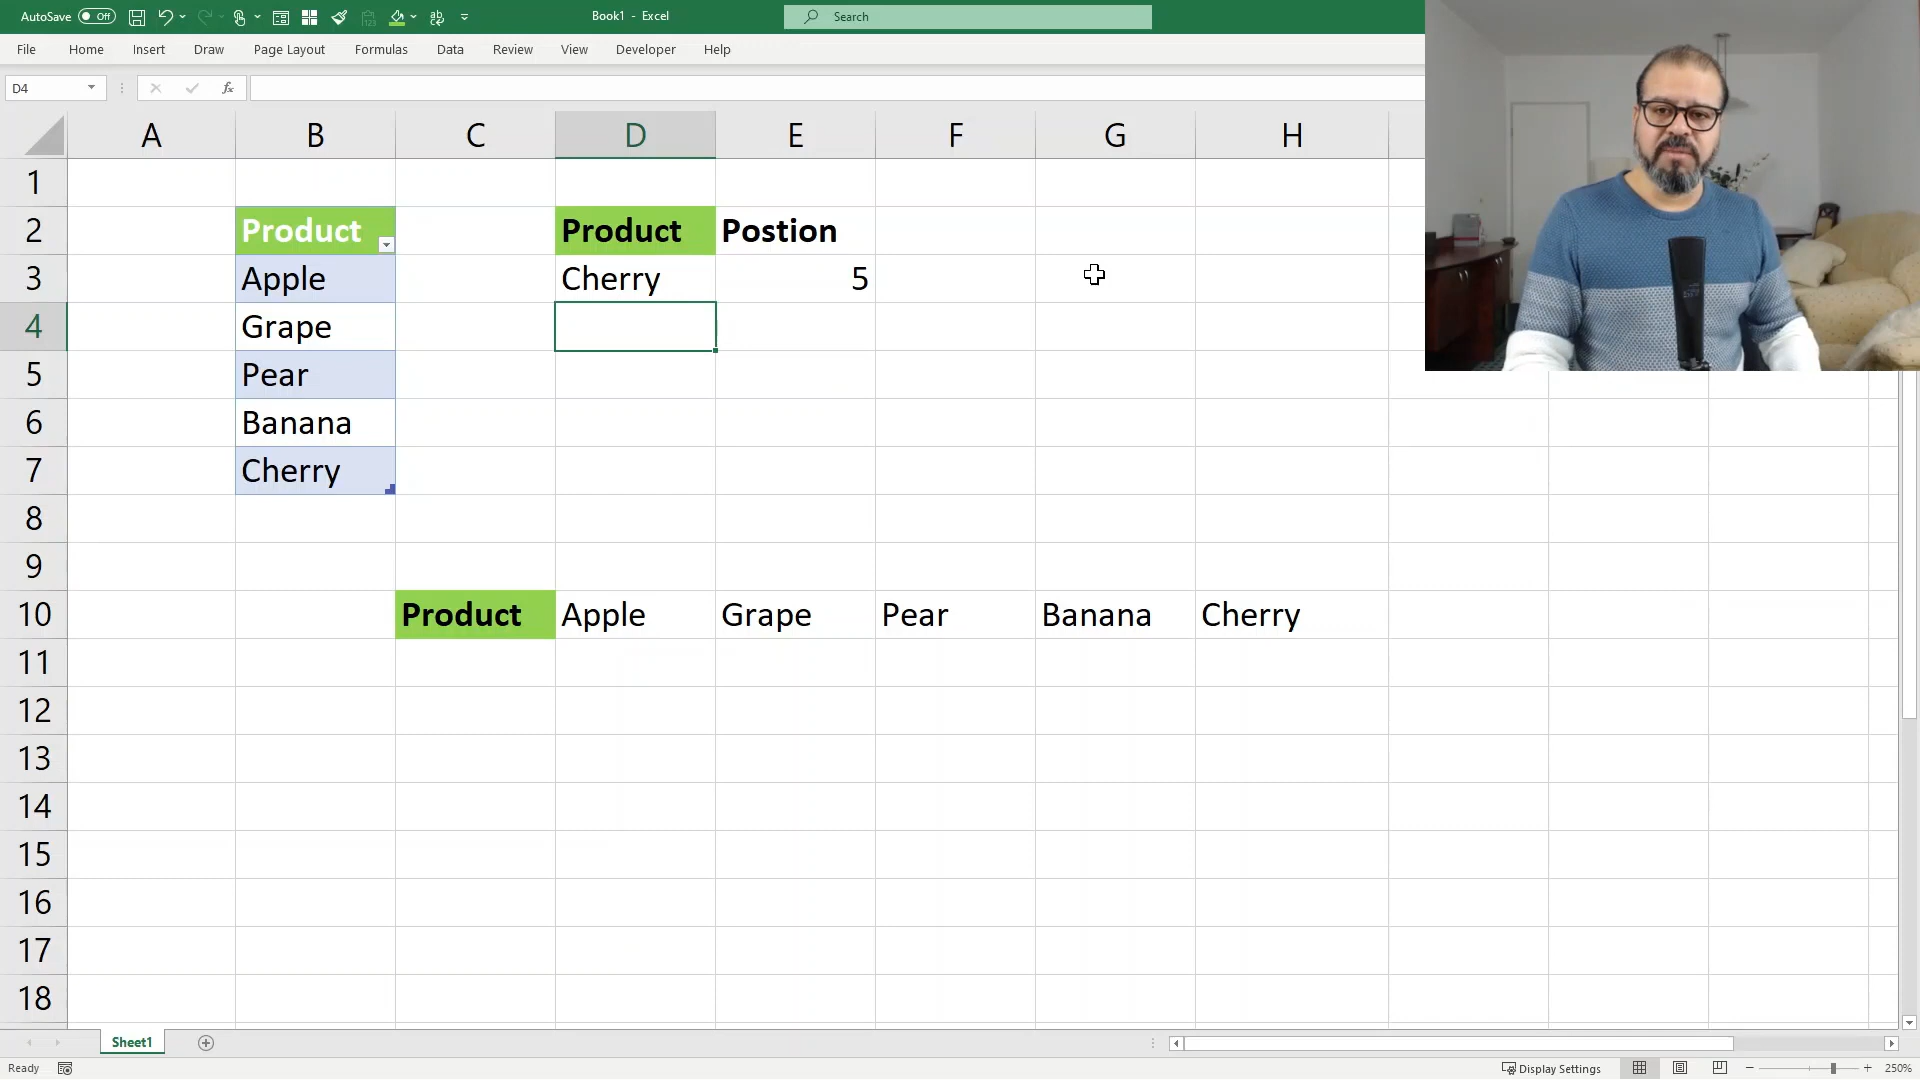 AutoSave Off Book1 - Excel Search
File Home Insert Draw Page Layout Formulas Data Review View Developer Help
D4 fx
A B C D E F G H
1
2 Product Product Postion
3 Apple Cherry 5
4 Grape
5 Pear
6 Banana
7 Cherry
8
9
10 Product Apple Grape Pear Banana Cherry
11
12
13
14
15
16
17
18
Sheet1
Ready Display Settings 250%